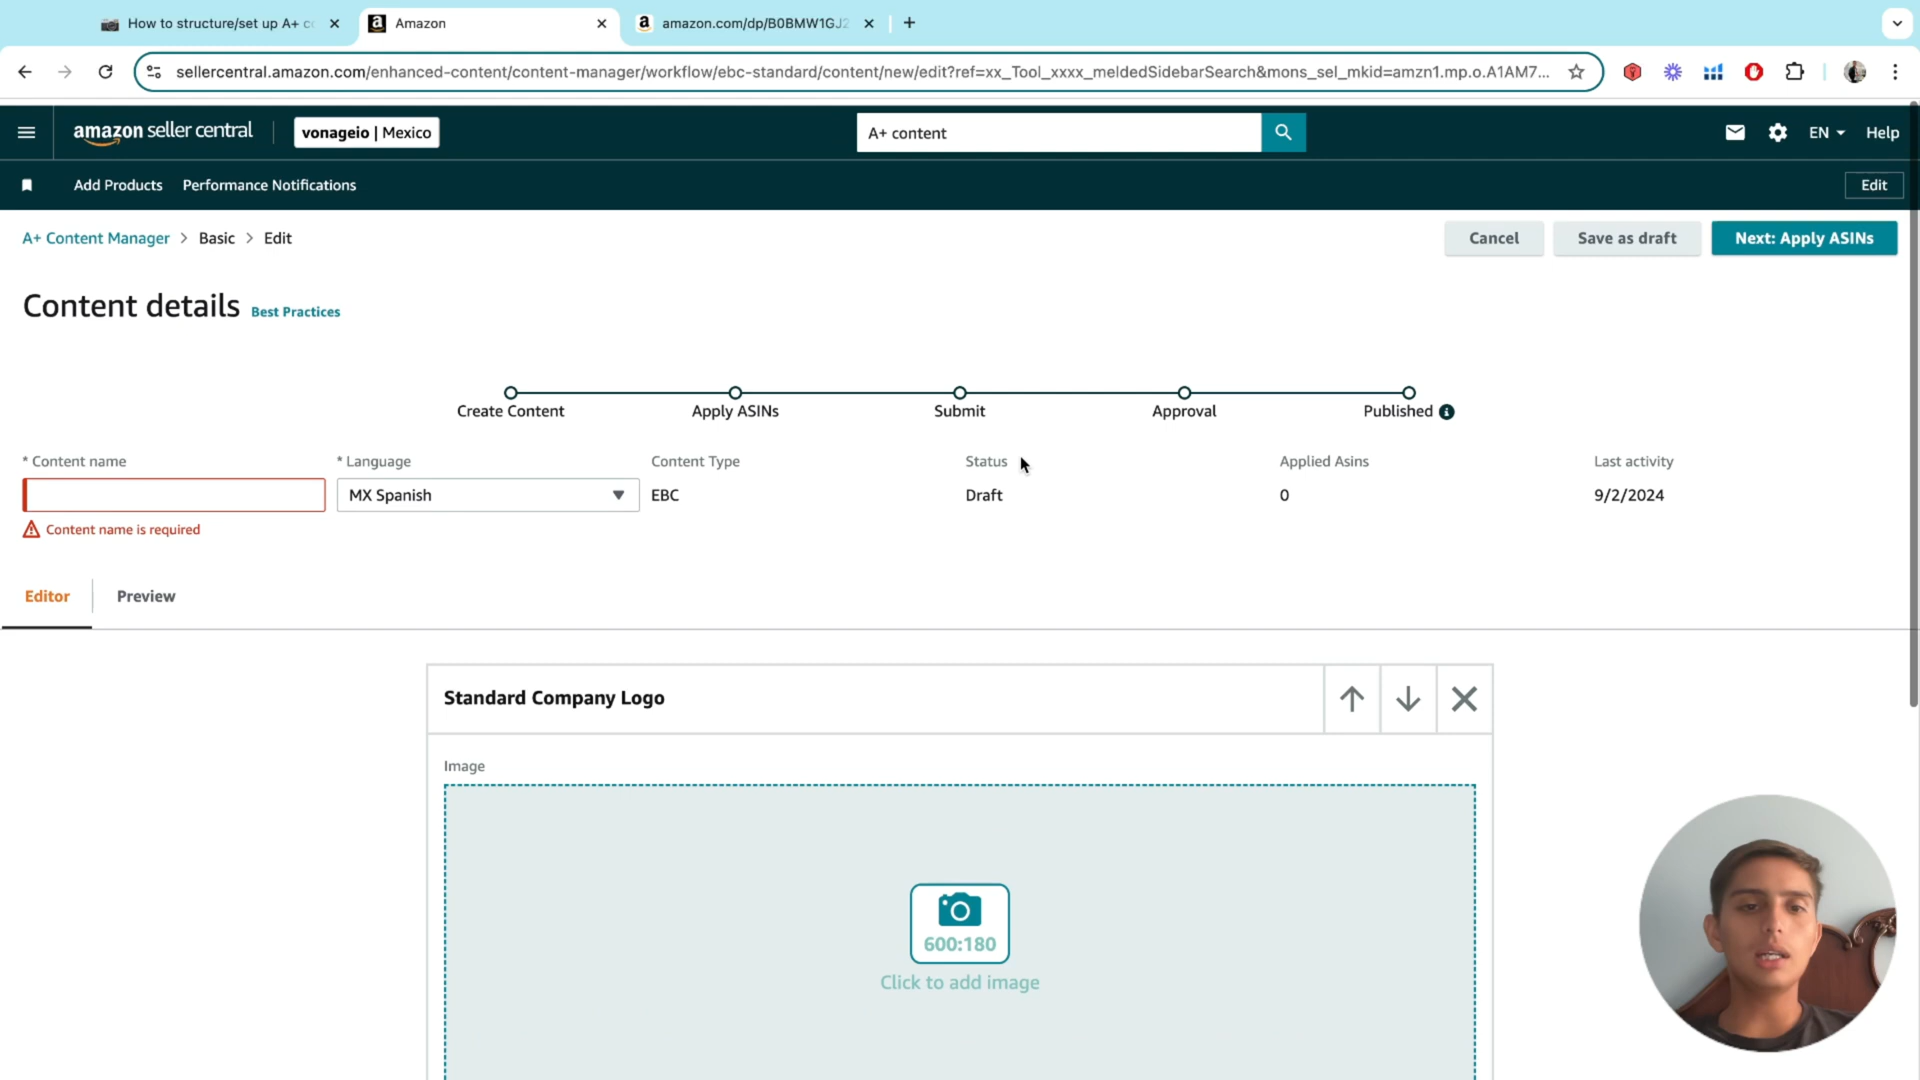 How to structure/set up A+ co
Amazon
amazon.com/dp/B0BMW1GJ2
sellercentral.amazon.com/enhanced-content/content-manager/workflow/ebc-standard/content/new/edit?ref=xx_Tool_xxxx_meldedSidebarSearch&mons_sel_mkid=amzn1.mp.o.A1AM7...
amazon seller central
vonageio | Mexico
A+ content
EN
Help
Add Products
Performance Notifications
Edit
A+ Content Manager > Basic > Edit
Cancel
Save as draft
Next: Apply ASINs
Content details
Best Practices
Create Content
Apply ASINs
Submit
Approval
Published
* Content name
* Language
Content Type
Status
Applied Asins
Last activity
MX Spanish
EBC
Draft
0
9/2/2024
Content name is required
Editor
Preview
Standard Company Logo
Image
600:180
Click to add image